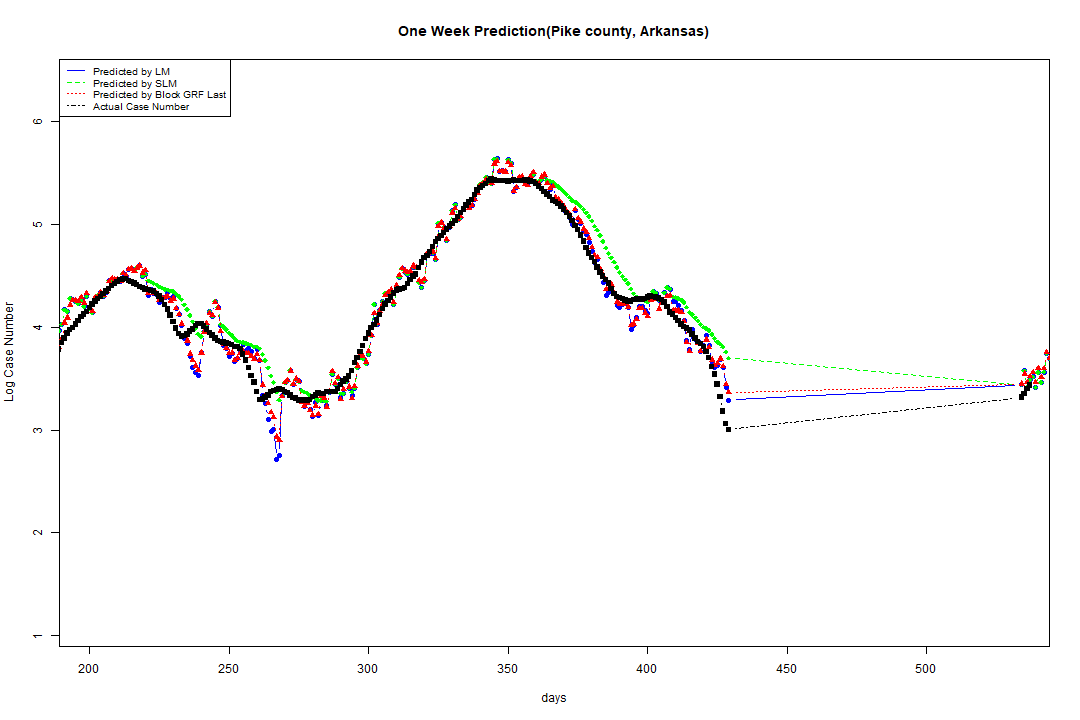 One Week Prediction(Pike county, Arkansas)
Predicted by LM
Predicted by SLM
Predicted by Block GRF Last
Actual Case Number
6
5
4
3
2
1
Log Case Number
200 250 300 350 400 450 500
days